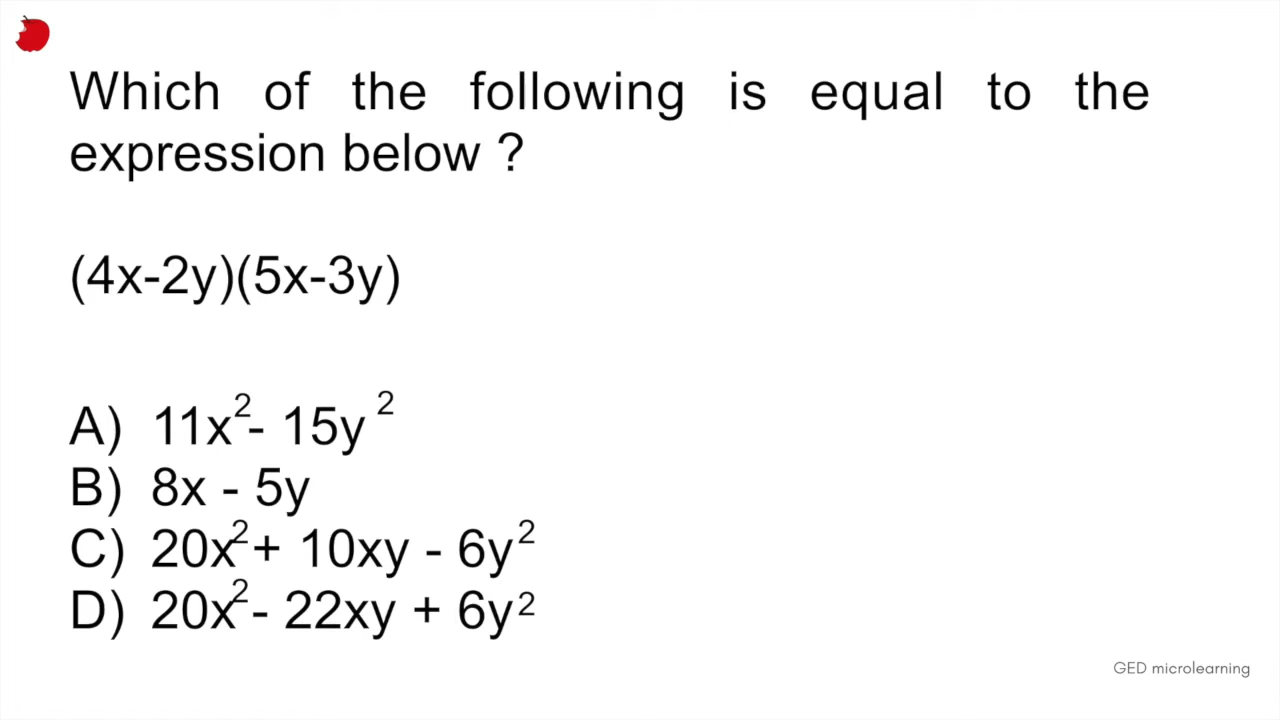 Which of the following is equal to the
expression below ?
(4x-2y)(5x-3y)
A) 11x²- 15y²
B) 8x - 5y
C) 20x²+ 10xy - 6y²
D) 20x²- 22xy + 6y²
GED microlearning